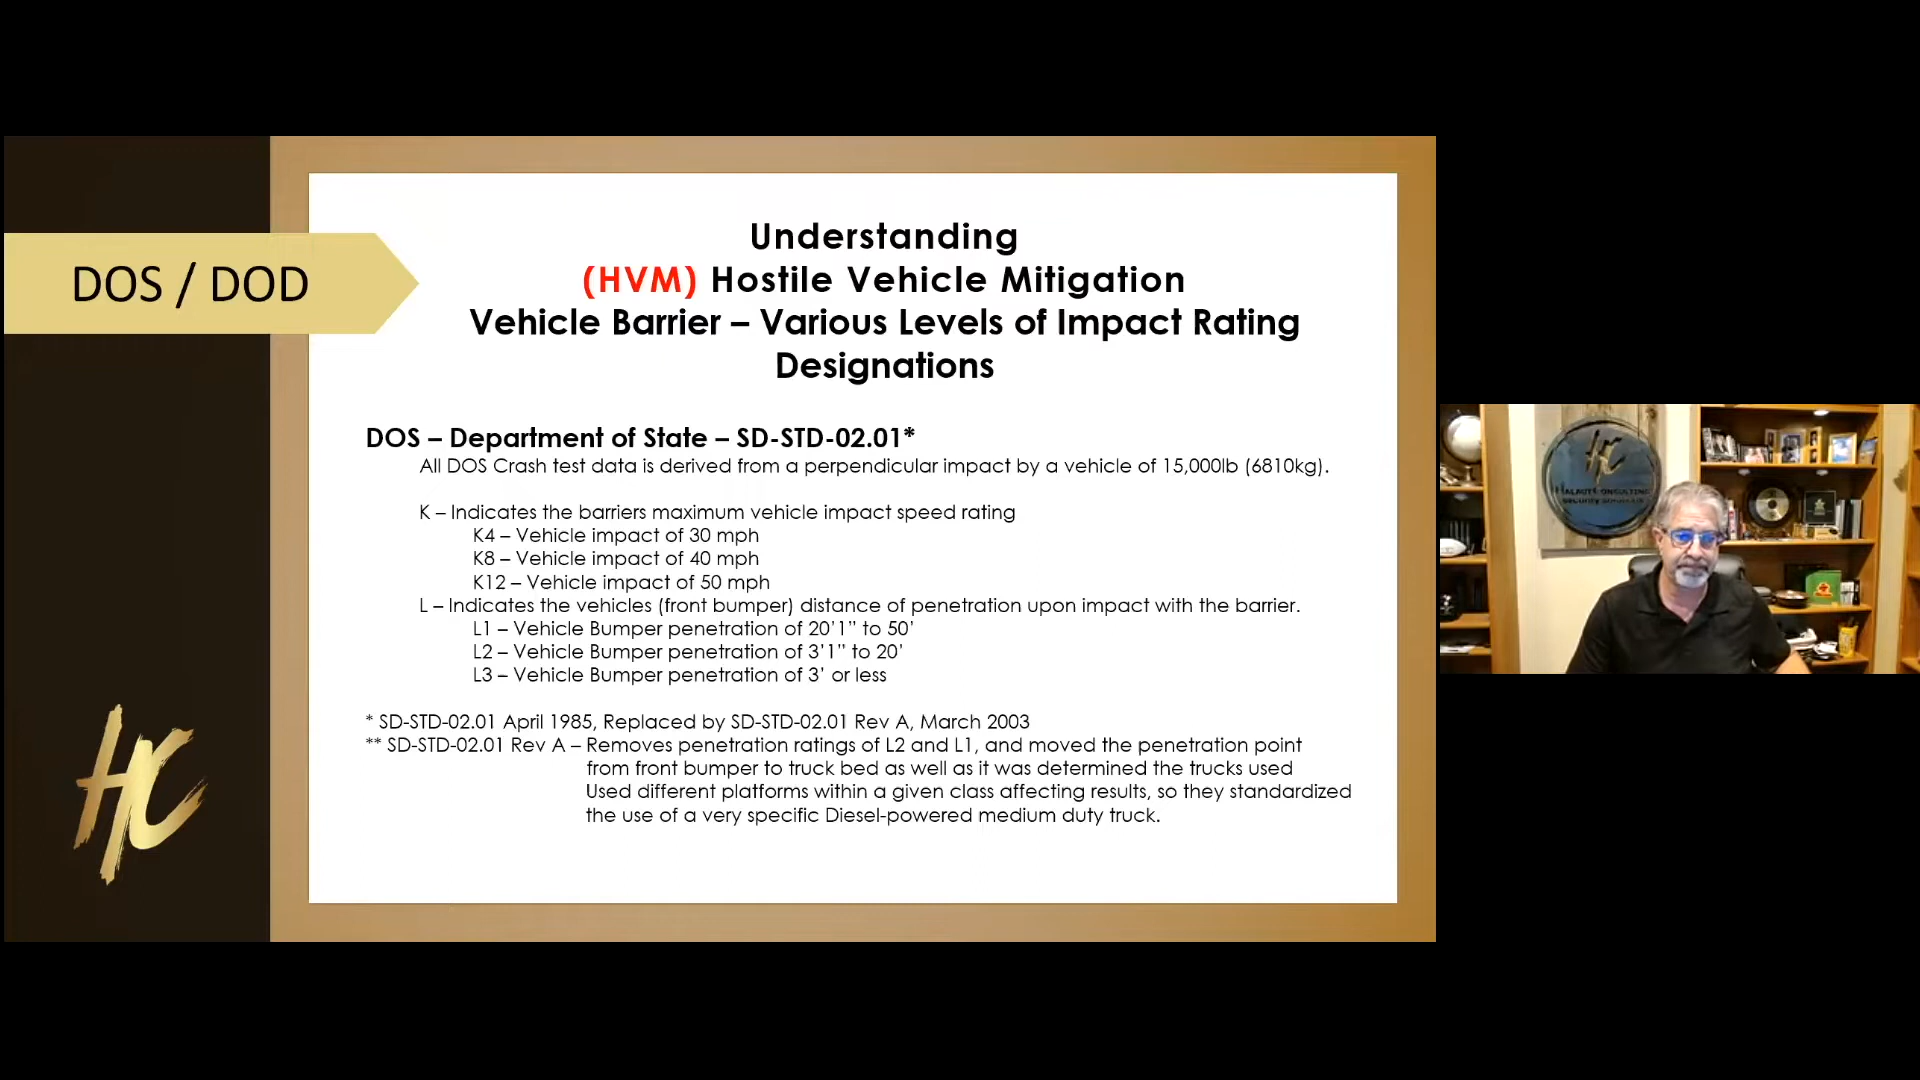 DOS / DOD
Understanding
(HVM) Hostile Vehicle Mitigation
Vehicle Barrier – Various Levels of Impact Rating
Designations
DOS – Department of State – SD-STD-02.01*
All DOS Crash test data is derived from a perpendicular impact by a vehicle of 15,000lb (6810kg).
K – Indicates the barriers maximum vehicle impact speed rating
K4 – Vehicle impact of 30 mph
K8 – Vehicle impact of 40 mph
K12 – Vehicle impact of 50 mph
L – Indicates the vehicles (front bumper) distance of penetration upon impact with the barrier.
L1 – Vehicle Bumper penetration of 20’1” to 50’
L2 – Vehicle Bumper penetration of 3’1” to 20’
L3 – Vehicle Bumper penetration of 3’ or less
* SD-STD-02.01 April 1985, Replaced by SD-STD-02.01 Rev A, March 2003
** SD-STD-02.01 Rev A – Removes penetration ratings of L2 and L1, and moved the penetration point
from front bumper to truck bed as well as it was determined the trucks used
Used different platforms within a given class affecting results, so they standardized
the use of a very specific Diesel-powered medium duty truck.
HC
HC